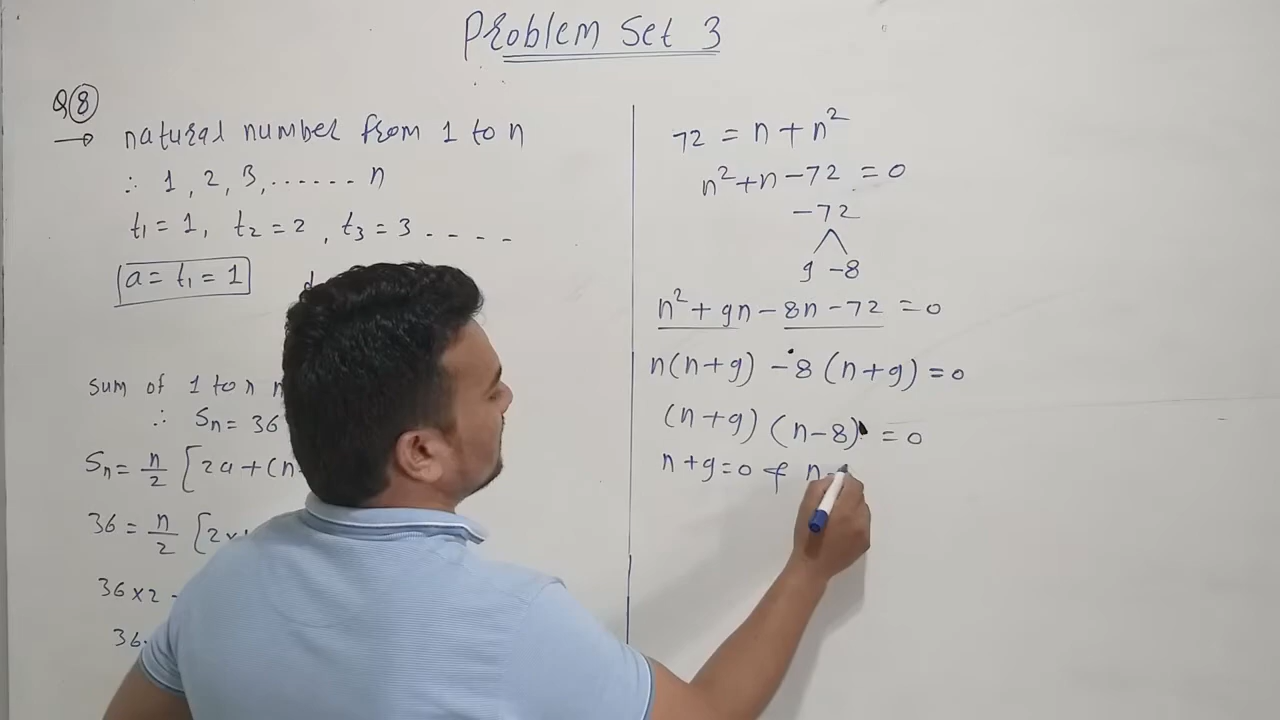 Problem Set 3
Q 8
→ natural number from 1 to n
∴ 1, 2, 3, ...... n
t₁ = 1, t₂ = 2, t₃ = 3 - - - -
a = t₁ = 1 d
sum of 1 to n
∴ Sₙ = 36
Sₙ = n/2 [2a + (n
36 = n/2 [2×
36 × 2
36
72 = n + n²
n² + n - 72 = 0
-72
9 -8
n² + 9n - 8n - 72 = 0
n(n+9) - 8(n+9) = 0
(n+9) (n-8) = 0
n + 9 = 0 & n -